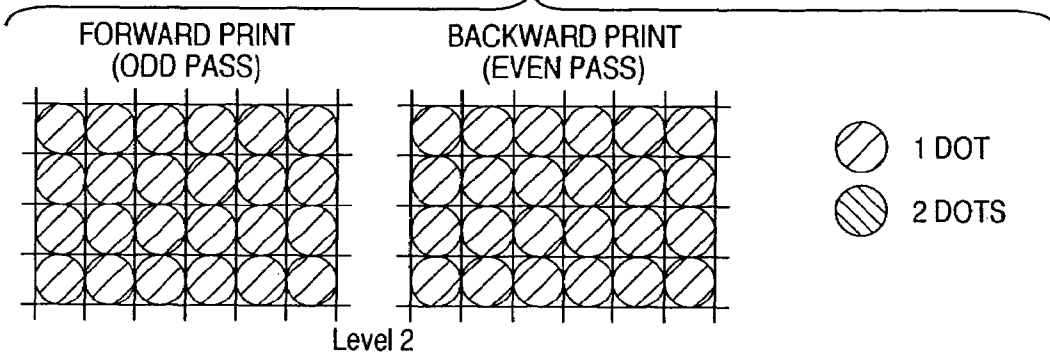 FORWARD PRINT
(ODD PASS)
BACKWARD PRINT
(EVEN PASS)
1 DOT
2 DOTS
Level 2